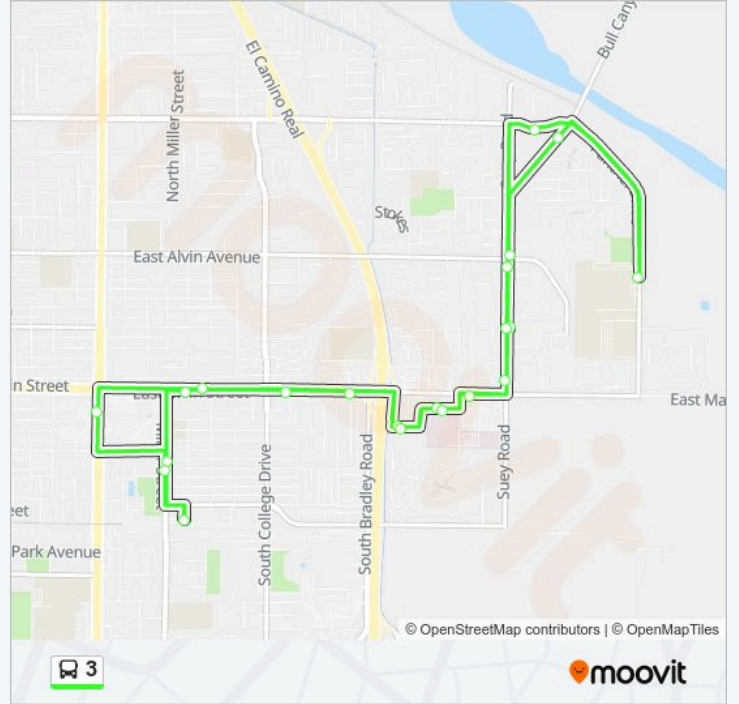 Bull Cany
El Camino Real
North Miller Street
Stokes
East Alvin Avenue
n Street
East Ma
South College Drive
South Bradley Road
Suey Road
eet
Park Avenue
© OpenStreetMap contributors | © OpenMapTiles
3
moovit